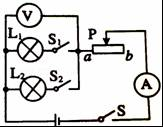 V
L₁ S₁ P
a b
L₂ S₂ A
S